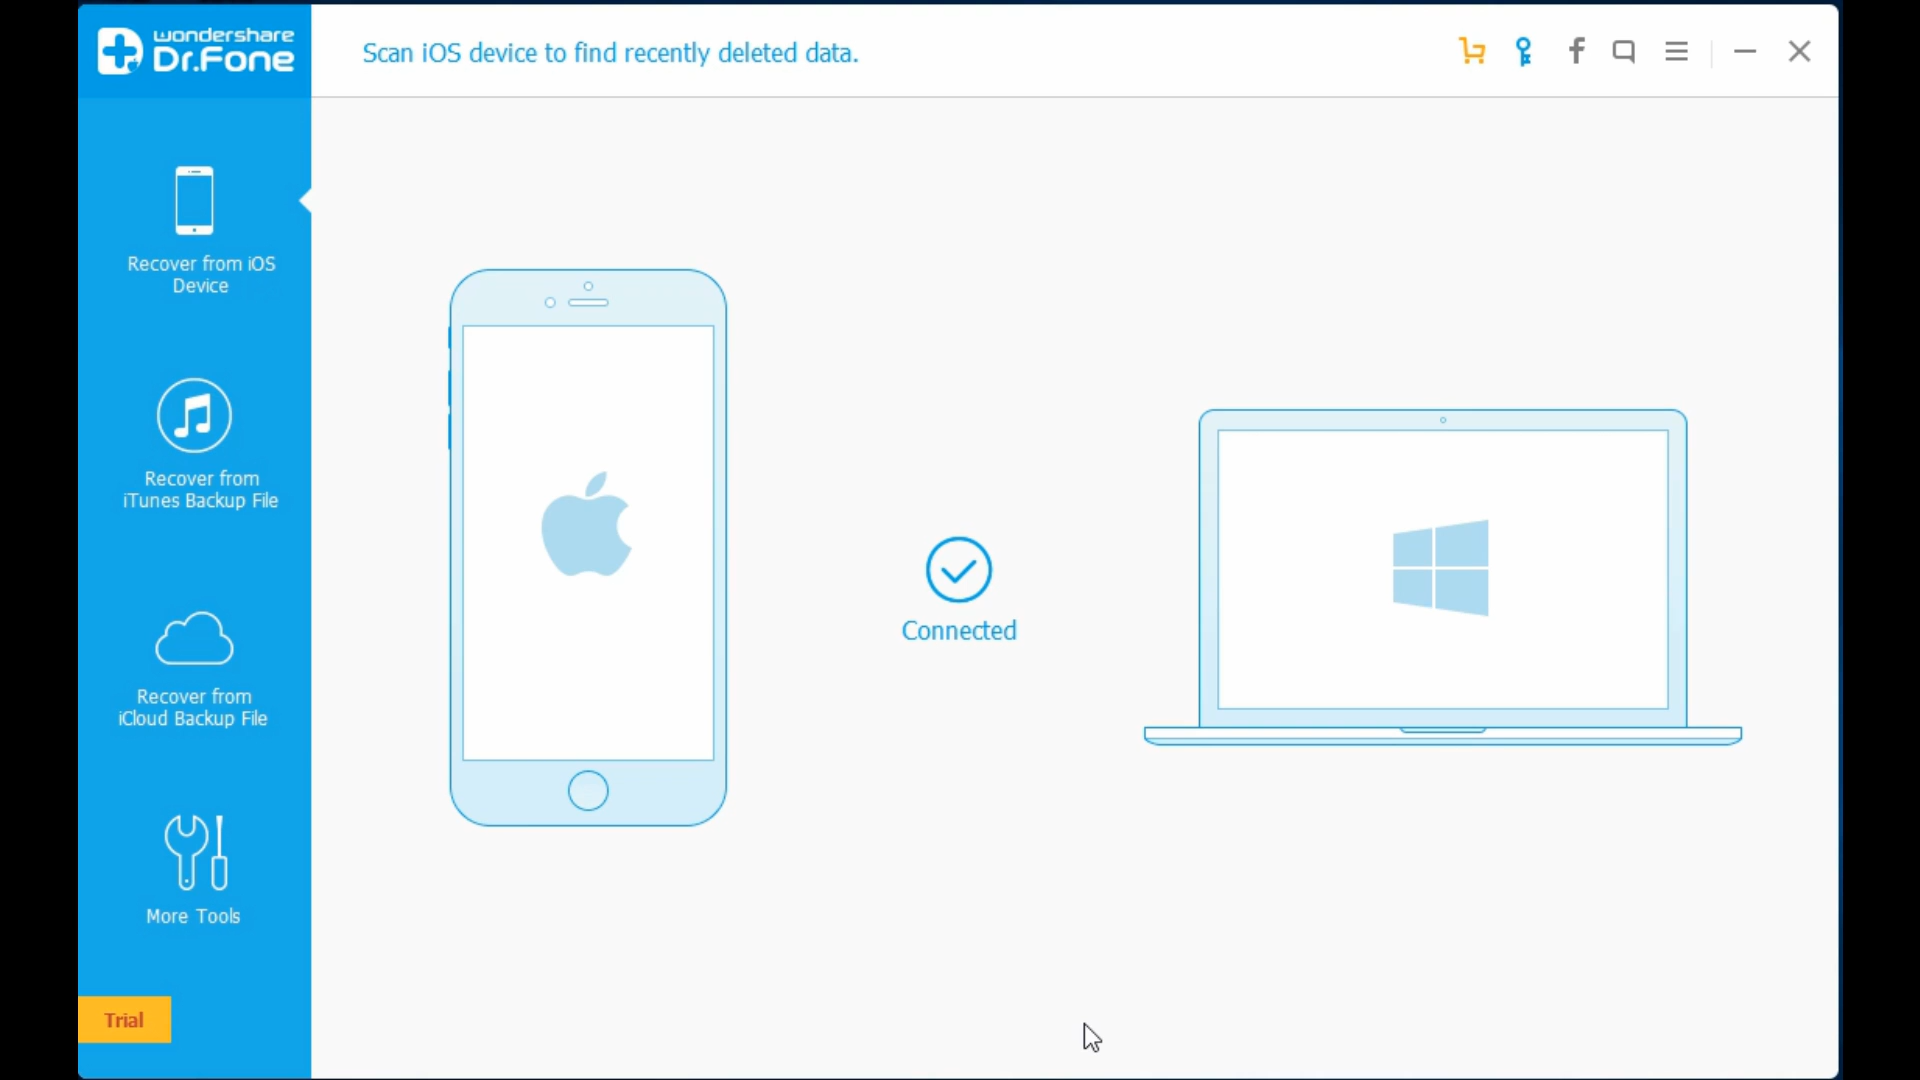 wondershare
Dr.Fone
Scan iOS device to find recently deleted data.
Recover from iOS
Device
Recover from
iTunes Backup File
Recover from
iCloud Backup File
More Tools
Trial
Connected